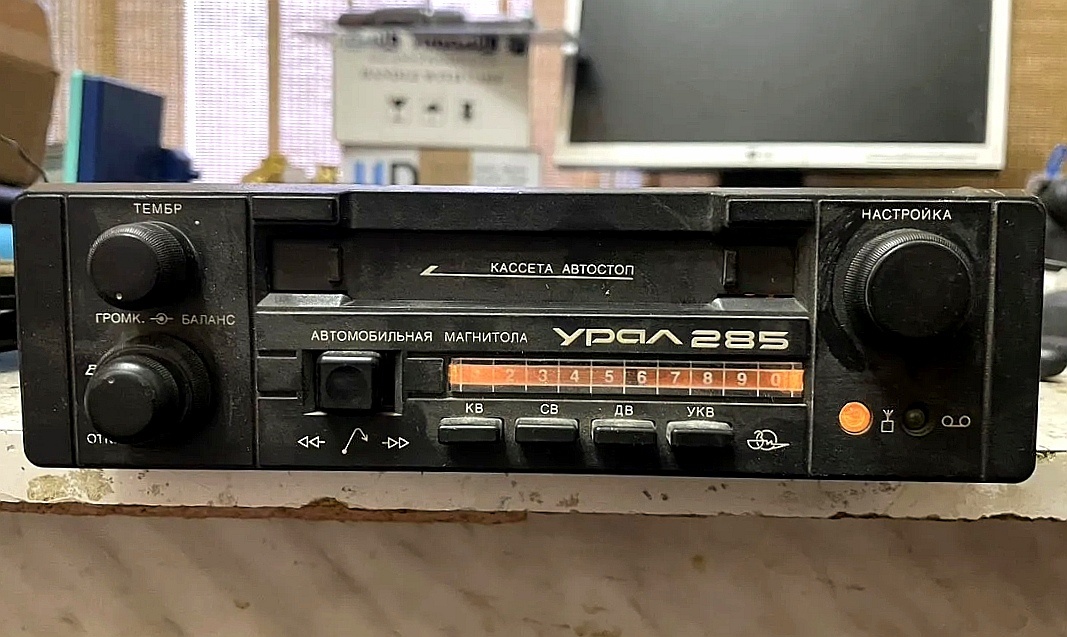 ТЕМБР
НАСТРОЙКА
КАССЕТА АВТОСТОП
ГРОМК. БАЛАНС
АВТОМОБИЛЬНАЯ МАГНИТОЛА УРАЛ 285
2 3 4 5 6 7 8 9 0
КВ СВ ДВ УКВ